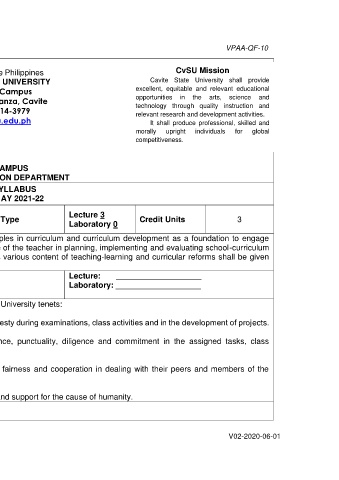 VPAA-QF-10
e Philippines
UNIVERSITY
Campus
anza, Cavite
14-3979
u.edu.ph
CvSU Mission
Cavite State University shall provide
excellent, equitable and relevant educational
opportunities in the arts, science and
technology through quality instruction and
relevant research and development activities.
It shall produce professional, skilled and
morally upright individuals for global
competitiveness.
AMPUS
ON DEPARTMENT
YLLABUS
AY 2021-22
Type
Lecture 3
Laboratory 0
Credit Units
3
ples in curriculum and curriculum development as a foundation to engage
of the teacher in planning, implementing and evaluating school-curriculum
various content of teaching-learning and curricular reforms shall be given
Lecture: ____________________
Laboratory: ____________________
University tenets:
esty during examinations, class activities and in the development of projects.
nce, punctuality, diligence and commitment in the assigned tasks, class
fairness and cooperation in dealing with their peers and members of the
and support for the cause of humanity.
V02-2020-06-01